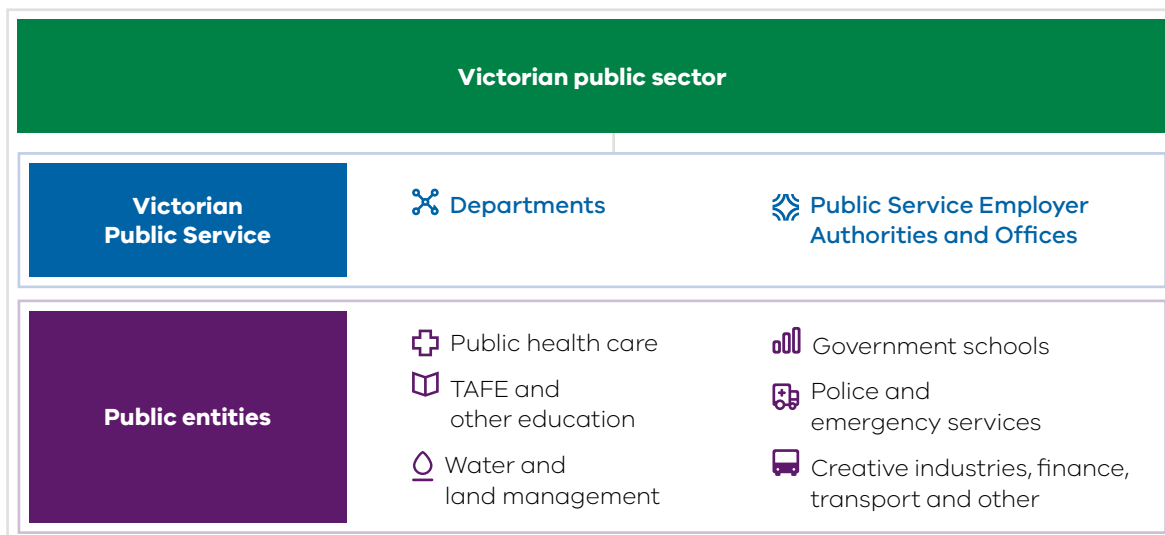 Victorian public sector
Victorian
Public Service
Departments
Public Service Employer
Authorities and Offices
Public entities
Public health care
TAFE and
other education
Water and
land management
Government schools
Police and
emergency services
Creative industries, finance,
transport and other